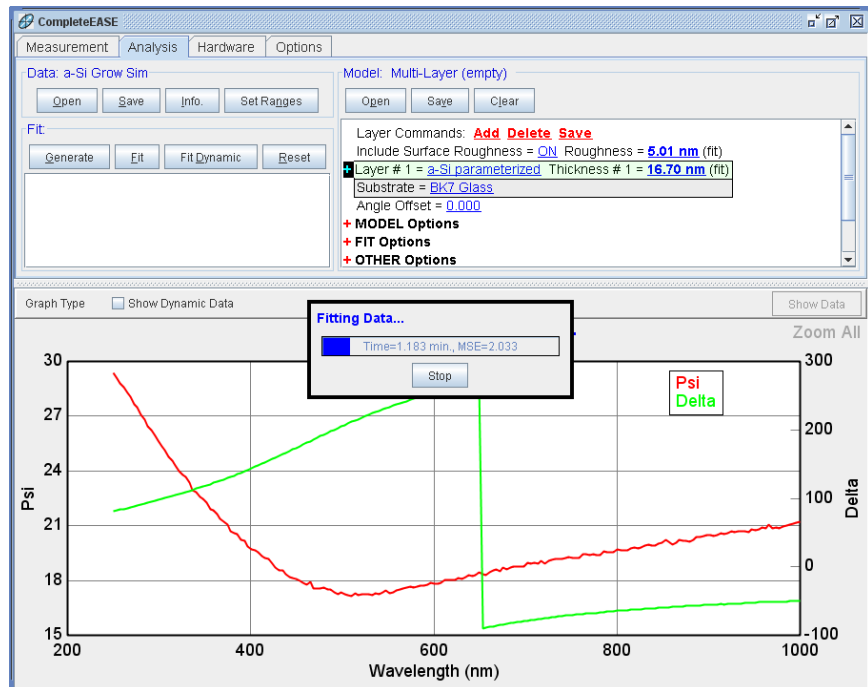 CompleteEASE
Measurement Analysis Hardware Options
Data: a-Si Grow Sim
Open Save Info. Set Ranges
Fit:
Generate Fit Fit Dynamic Reset
Model: Multi-Layer (empty)
Open Save Clear
Layer Commands: Add Delete Save
Include Surface Roughness = ON Roughness = 5.01 nm (fit)
+ Layer # 1 = a-Si parameterized Thickness # 1 = 16.70 nm (fit)
Substrate = BK7 Glass
Angle Offset = 0.000
+ MODEL Options
+ FIT Options
+ OTHER Options
Graph Type Show Dynamic Data Show Data
Fitting Data...
Time=1.183 min., MSE=2.033
Stop
Zoom All
Psi
Delta
30
27
24
21
18
15
Psi
300
200
100
0
-100
Delta
200 400 600 800 1000
Wavelength (nm)